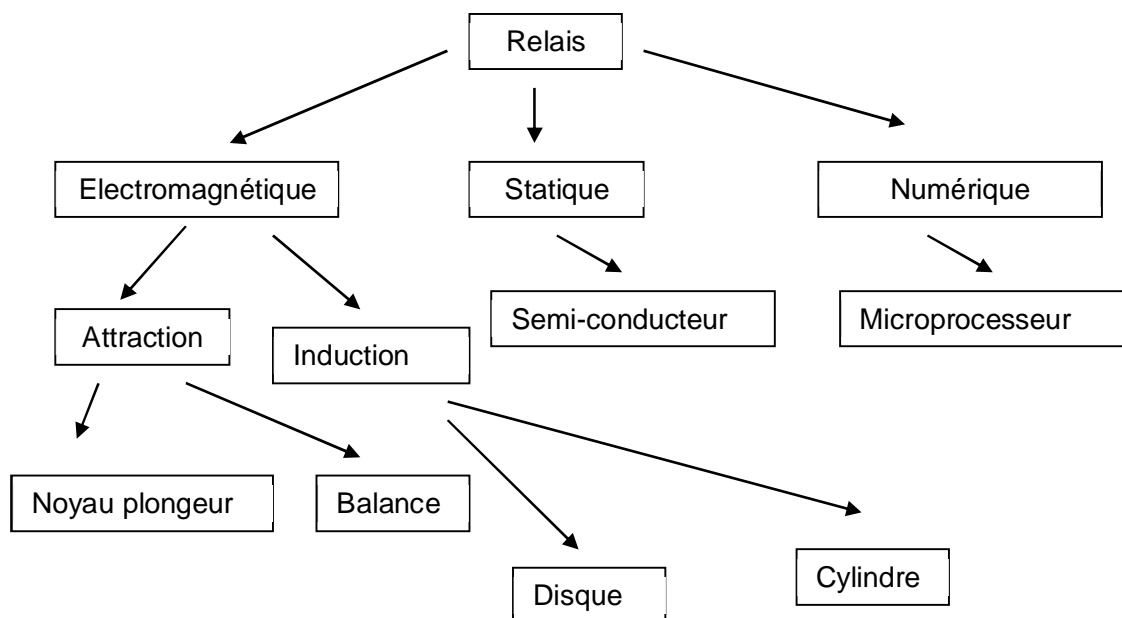 Relais
Electromagnétique
Statique
Numérique
Attraction
Induction
Semi-conducteur
Microprocesseur
Noyau plongeur
Balance
Disque
Cylindre